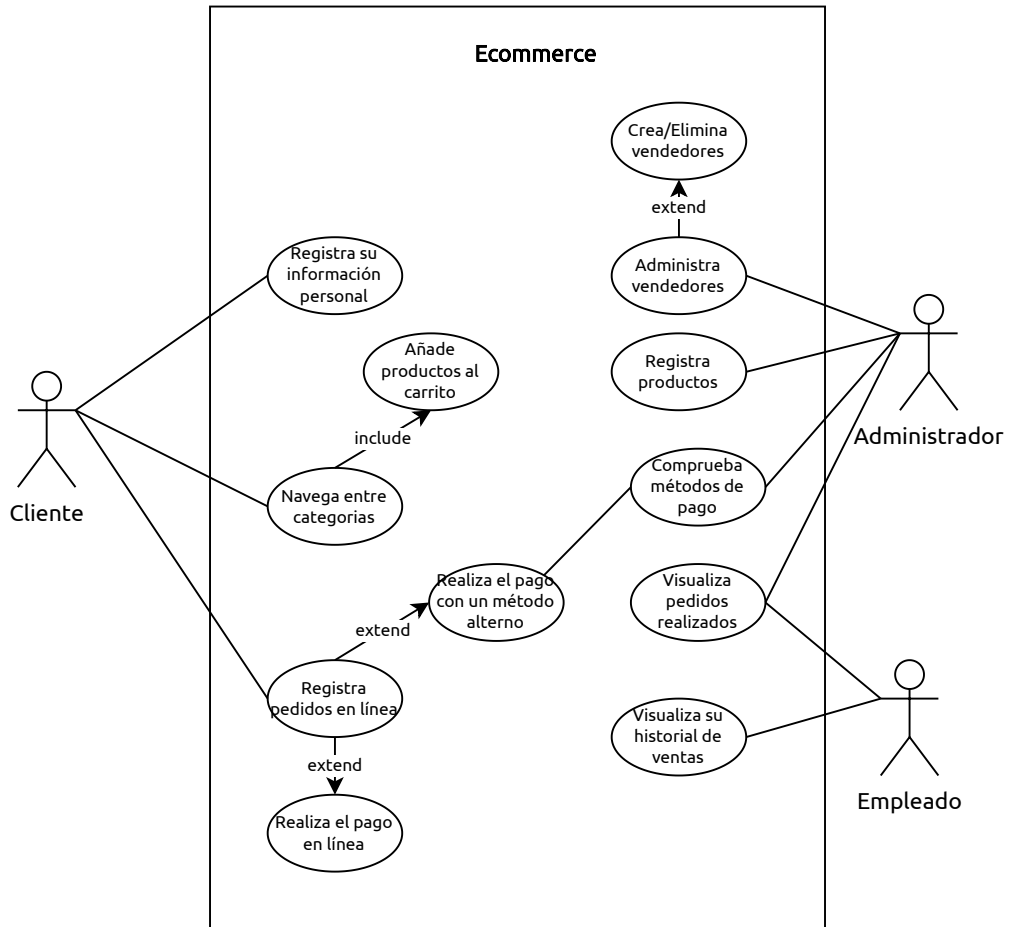 Ecommerce
Crea/Elimina
vendedores
extend
Administra
vendedores
Registra su
información
personal
Añade
productos al
carrito
Registra
productos
include
Navega entre
categorias
Comprueba
métodos de
pago
Cliente
Administrador
Realiza el pago
con un método
alterno
Visualiza
pedidos
realizados
extend
Registra
pedidos en línea
Visualiza su
historial de
ventas
extend
Realiza el pago
en línea
Empleado